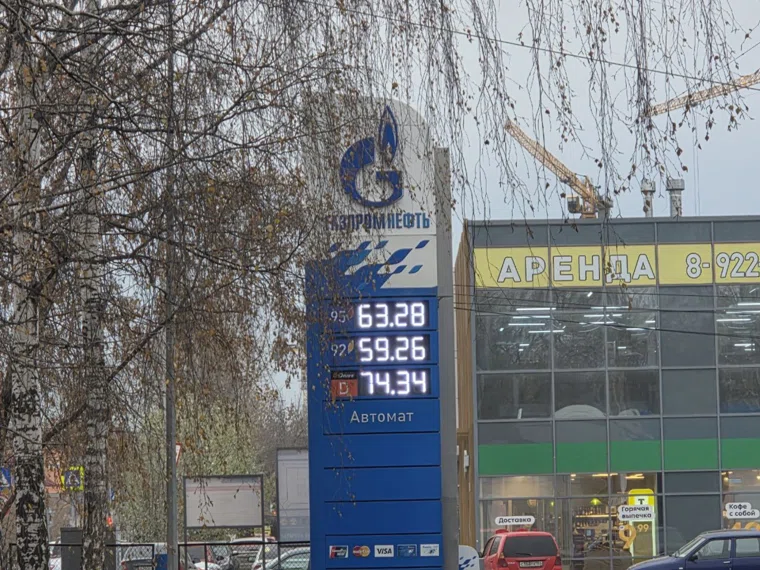 ГАЗПРОМНЕФТЬ
АРЕНДА 8-922
95 63.28
92 59.26
D 74.34
Автомат
VISA
Доставка
Горячая
выпечка
Кофе
с собой